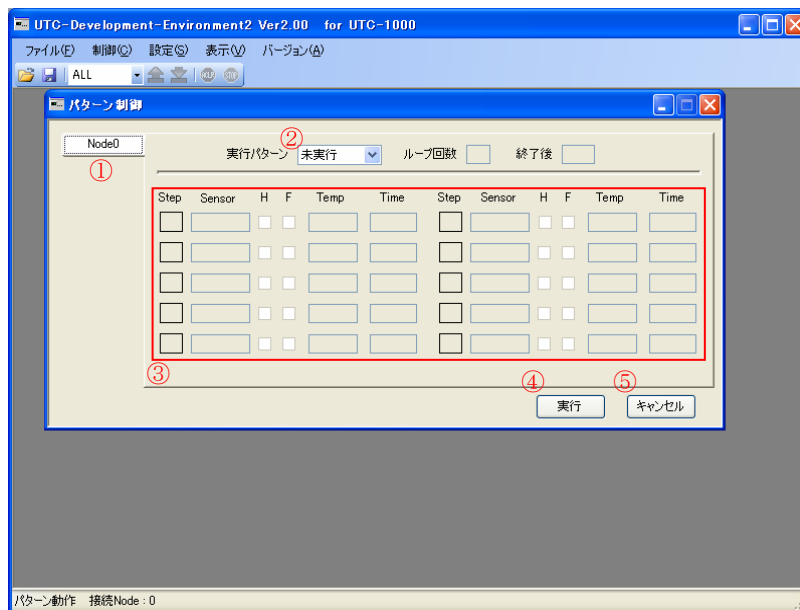 UTC-Development-Environment2 Ver2.00 for UTC-1000
ファイル(F) 制御(C) 設定(S) 表示(V) バージョン(A)
ALL
パターン制御
Node0
①
②
実行パターン 未実行 ループ回数 終了後
Step Sensor H F Temp Time Step Sensor H F Temp Time
③
④
⑤
実行 キャンセル
パターン動作 接続Node : 0